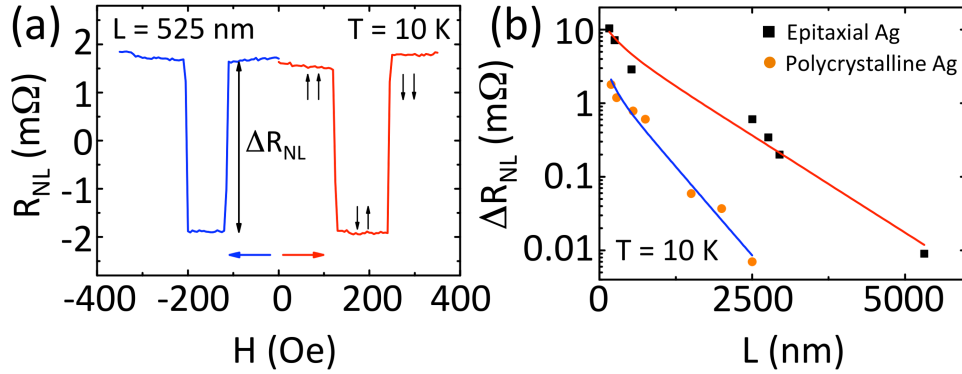 (a)
L = 525 nm
T = 10 K
R_NL (mΩ)
2
1
0
-1
-2
ΔR_NL
-400
-200
0
200
400
H (Oe)
(b)
Epitaxial Ag
Polycrystalline Ag
ΔR_NL (mΩ)
10
1
0.1
0.01
T = 10 K
0
2500
5000
L (nm)